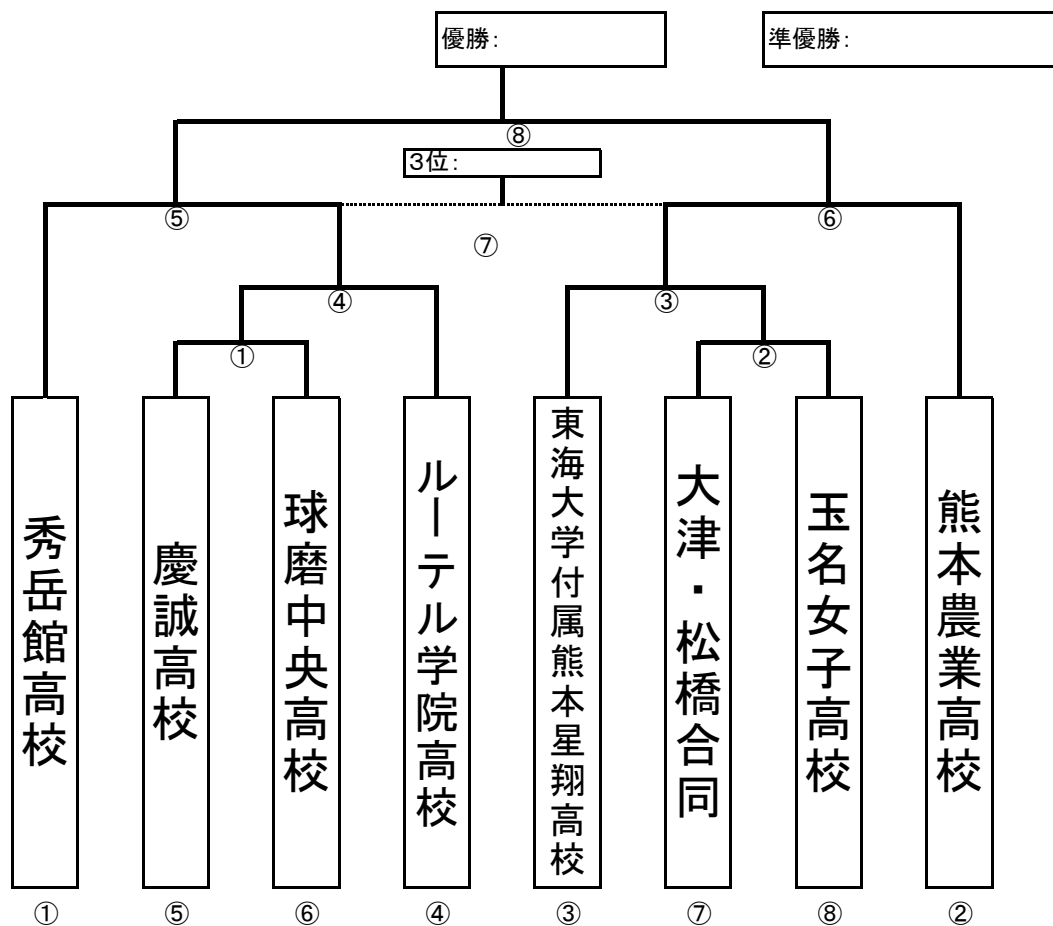 優勝：
準優勝：
⑧
3位：
⑤
⑥
⑦
④
③
①
②
秀岳館高校
慶誠高校
球磨中央高校
ルーテル学院高校
東海大学付属熊本星翔高校
大津・松橋合同
玉名女子高校
熊本農業高校
①
⑤
⑥
④
③
⑦
⑧
②